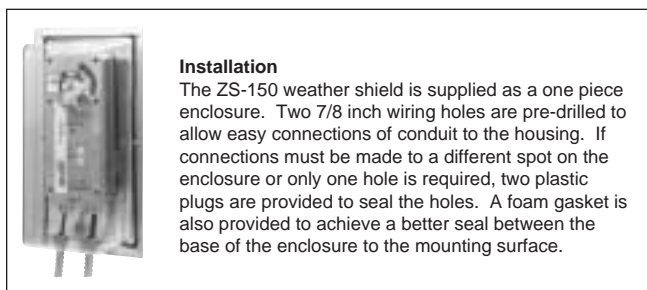 Installation
The ZS-150 weather shield is supplied as a one piece
enclosure.  Two 7/8 inch wiring holes are pre-drilled to
allow easy connections of conduit to the housing.  If
connections must be made to a different spot on the
enclosure or only one hole is required, two plastic
plugs are provided to seal the holes.  A foam gasket is
also provided to achieve a better seal between the
base of the enclosure to the mounting surface.